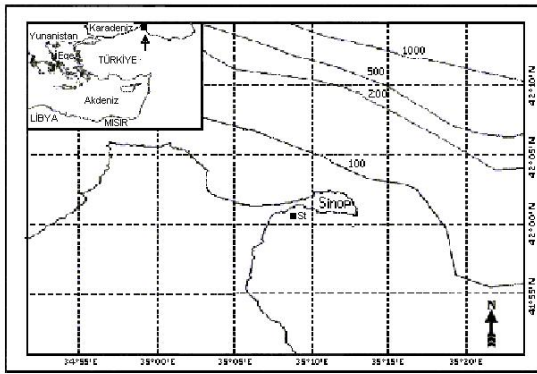 Karadeniz
Yunanistan
Ege
TÜRKİYE
Akdeniz
LİBYA
MISIR
1000
500
200
100
Sinop
St
N
42°10'N
42°05'N
42°00'N
41°55'N
34°55'E
35°00'E
35°05'E
35°10'E
35°15'E
35°20'E